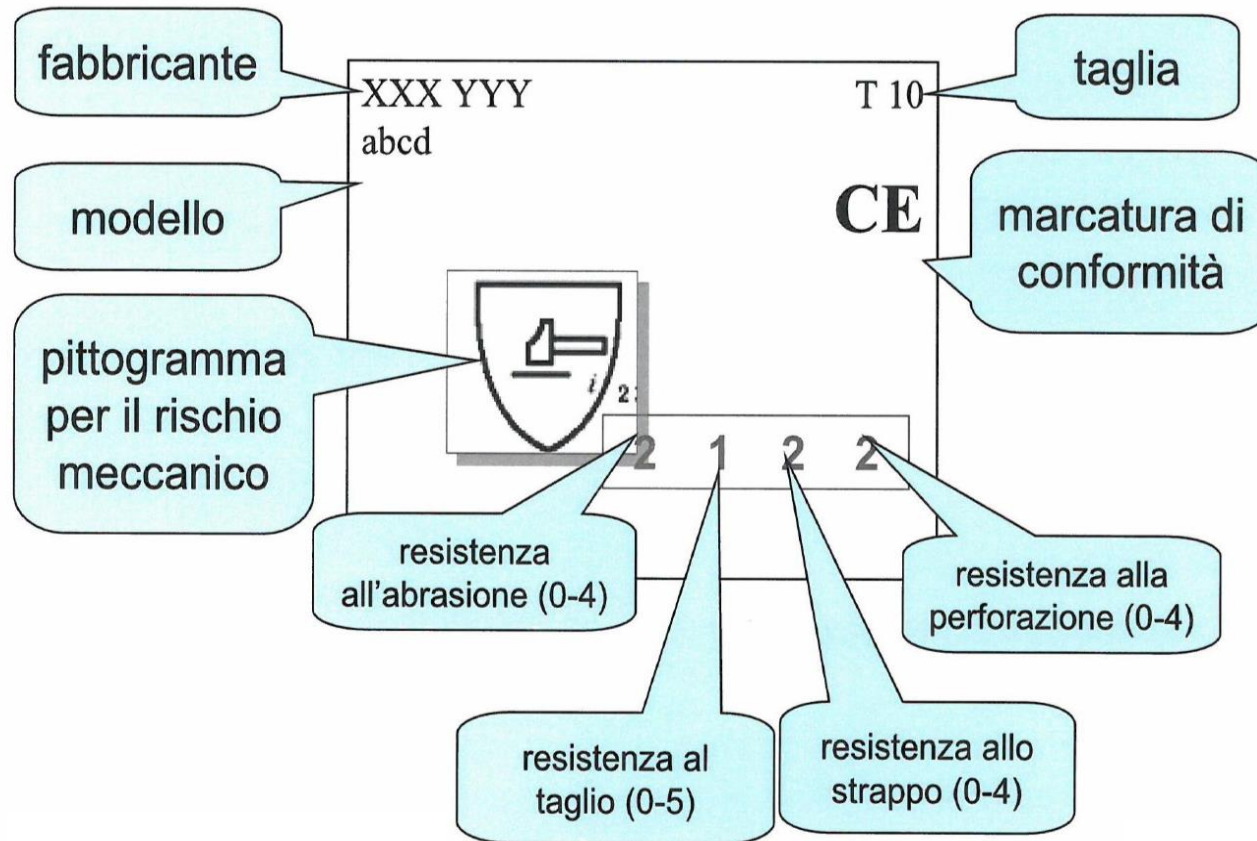 fabbricante
taglia
XXX YYY
T 10
abcd
modello
CE
marcatura di
conformità
pittogramma
per il rischio
meccanico
i
2
2 1 2 2
resistenza
all'abrasione (0-4)
resistenza alla
perforazione (0-4)
resistenza al
taglio (0-5)
resistenza allo
strappo (0-4)